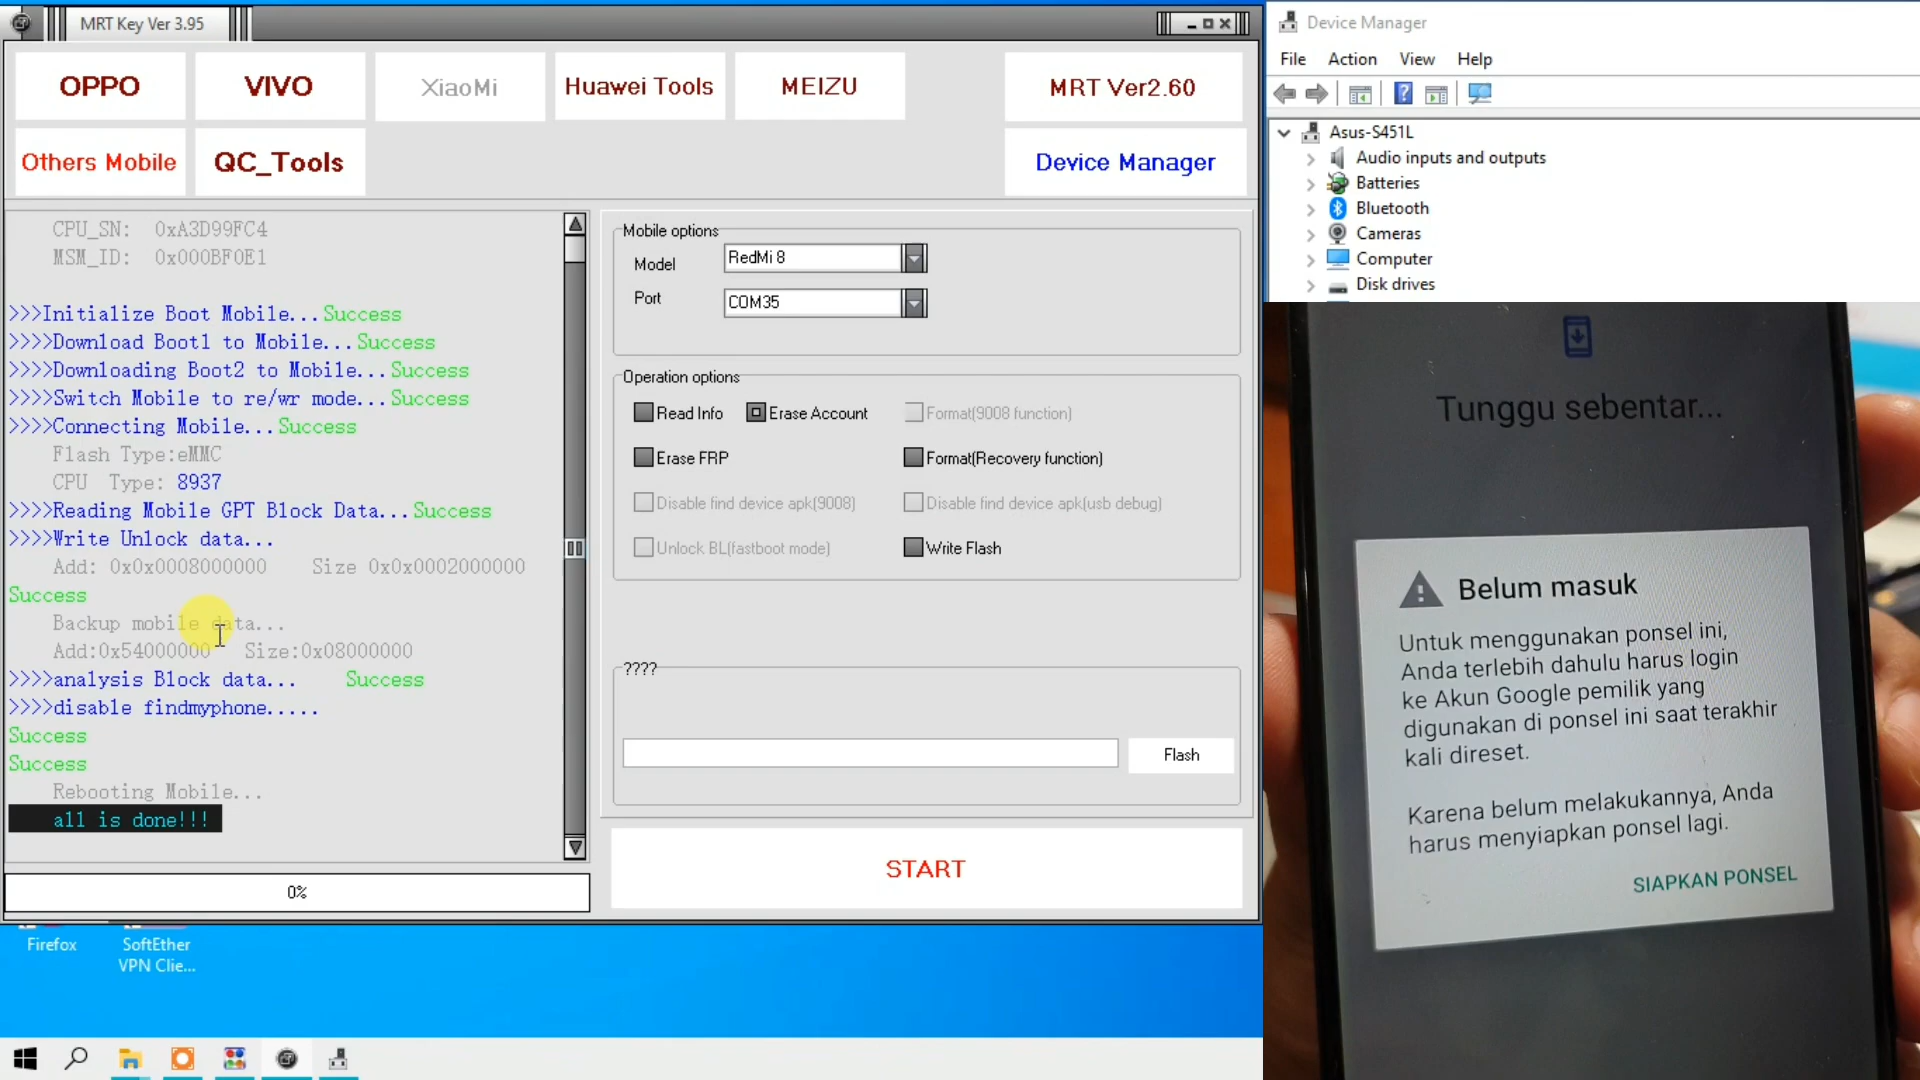 MRT Key Ver 3.95
OPPO
VIVO
XiaoMi
Huawei Tools
MEIZU
MRT Ver2.60
Others Mobile
QC_Tools
Device Manager
CPU_SN: 0xA3D99FC4
MSM_ID: 0x000BF0E1
>>>Initialize Boot Mobile...Success
>>>>Download Boot1 to Mobile...Success
>>>>Downloading Boot2 to Mobile...Success
>>>>Switch Mobile to re/wr mode...Success
>>>>Connecting Mobile...Success
Flash Type:eMMC
CPU Type: 8937
>>>>Reading Mobile GPT Block Data...Success
>>>>Write Unlock data...
Add: 0x0x0008000000 Size 0x0x0002000000
Success
Backup mobile data...
Add:0x54000000 Size:0x08000000
>>>>analysis Block data... Success
>>>>disable findmyphone.....
Success
Success
Rebooting Mobile...
all is done!!!
0%
Mobile options
Model RedMi 8
Port COM35
Operation options
Read Info Erase Account Format(9008 function)
Erase FRP Format(Recovery function)
Disable find device apk(9008) Disable find device apk(usb debug)
Unlock BL(fastboot mode) Write Flash
????
Flash
START
Firefox
SoftEther
VPN Clie...
Device Manager
File Action View Help
Asus-S451L
Audio inputs and outputs
Batteries
Bluetooth
Cameras
Computer
Disk drives
Tunggu sebentar...
Belum masuk
Untuk menggunakan ponsel ini,
Anda terlebih dahulu harus login
ke Akun Google pemilik yang
digunakan di ponsel ini saat terakhir
kali direset.
Karena belum melakukannya, Anda
harus menyiapkan ponsel lagi.
SIAPKAN PONSEL